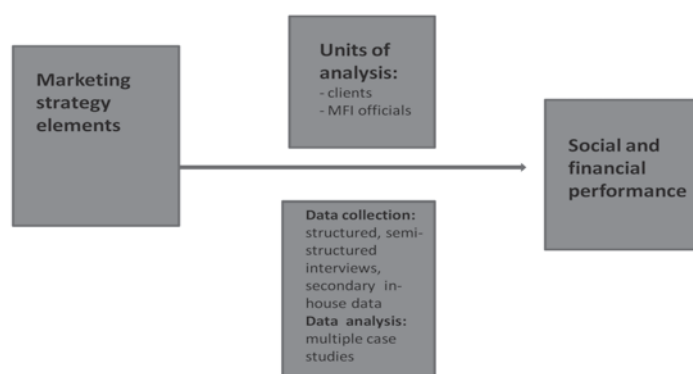 Marketing
strategy
elements
Units of
analysis:
- clients
- MFI officials
Social and
financial
performance
Data collection:
structured, semi-
structured
interviews,
secondary in-
house data
Data analysis:
multiple case
studies